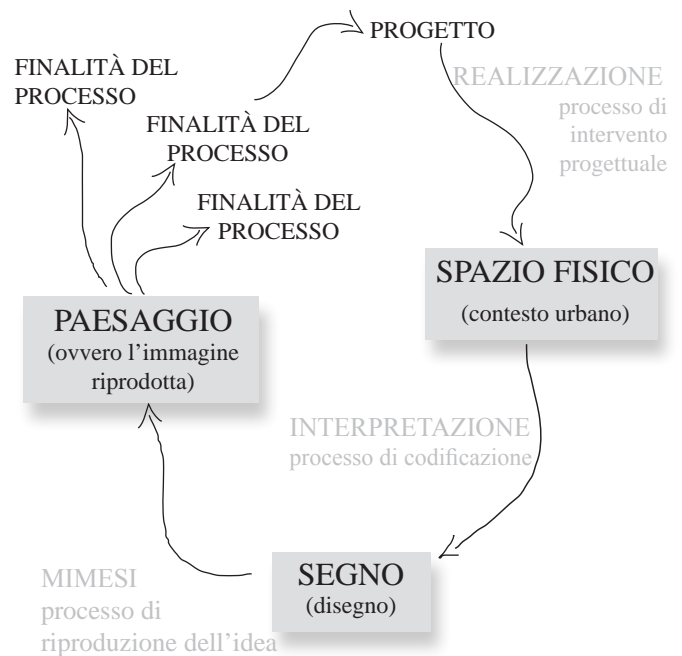 PROGETTO
FINALITÀ DEL
PROCESSO
REALIZZAZIONE
processo di
intervento
progettuale
FINALITÀ DEL
PROCESSO
FINALITÀ DEL
PROCESSO
SPAZIO FISICO
(contesto urbano)
PAESAGGIO
(ovvero l’immagine
riprodotta)
INTERPRETAZIONE
processo di codificazione
SEGNO
(disegno)
MIMESI
processo di
riproduzione dell’idea